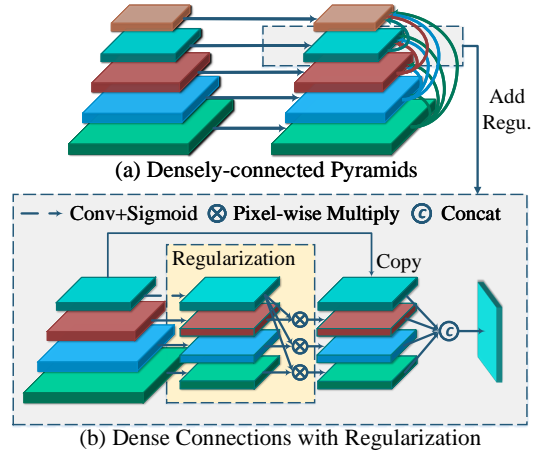 Add
Regu.
(a) Densely-connected Pyramids
Conv+Sigmoid
Pixel-wise Multiply
C Concat
Regularization
Copy
C
(b) Dense Connections with Regularization